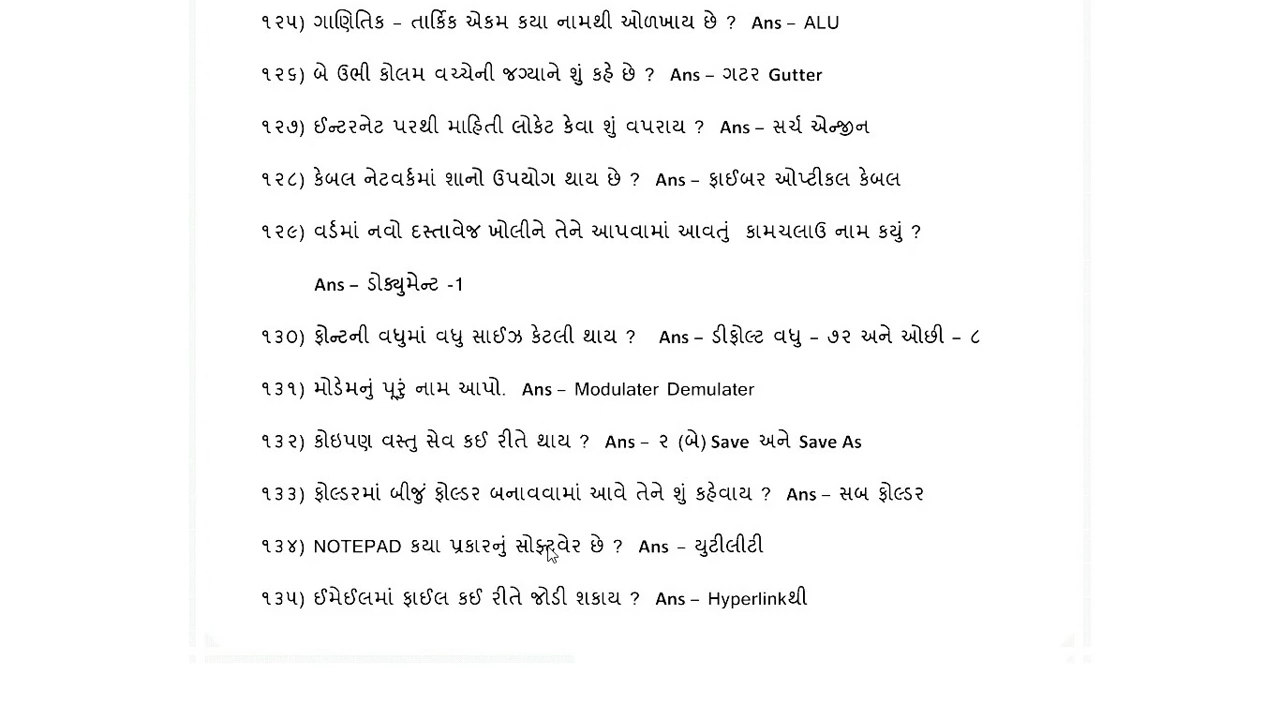 ૧૨૫) ગાણિતિક – તાર્કિક એકમ કયા નામથી ઓળખાય છે ? Ans – ALU
૧૨૬) બે ઉભી કોલમ વચ્ચેની જગ્યાને શું કહે છે ? Ans – ગટર Gutter
૧૨૭) ઈન્ટરનેટ પરથી માહિતી લોકેટ કેવા શું વપરાય ? Ans – સર્ચ એન્જીન
૧૨૮) કેબલ નેટવર્કમાં શાનો ઉપયોગ થાય છે ? Ans – ફાઈબર ઓપ્ટીકલ કેબલ
૧૨૯) વર્ડમાં નવો દસ્તાવેજ ખોલીને તેને આપવામાં આવતું કામચલાઉ નામ કયું ?
Ans – ડોક્યુમેન્ટ -1
૧૩૦) ફોન્ટની વધુમાં વધુ સાઈઝ કેટલી થાય ? Ans – ડીફોલ્ટ વધુ – ૭૨ અને ઓછી – ૮
૧૩૧) મોડેમનું પૂરું નામ આપો. Ans – Modulater Demulater
૧૩૨) કોઇપણ વસ્તુ સેવ કઈ રીતે થાય ? Ans – ૨ (બે) Save અને Save As
૧૩૩) ફોલ્ડરમાં બીજું ફોલ્ડર બનાવવામાં આવે તેને શું કહેવાય ? Ans – સબ ફોલ્ડર
૧૩૪) NOTEPAD કયા પ્રકારનું સોફ્ટવેર છે ? Ans – યુટીલીટી
૧૩૫) ઈમેઈલમાં ફાઈલ કઈ રીતે જોડી શકાય ? Ans – Hyperlinkથી